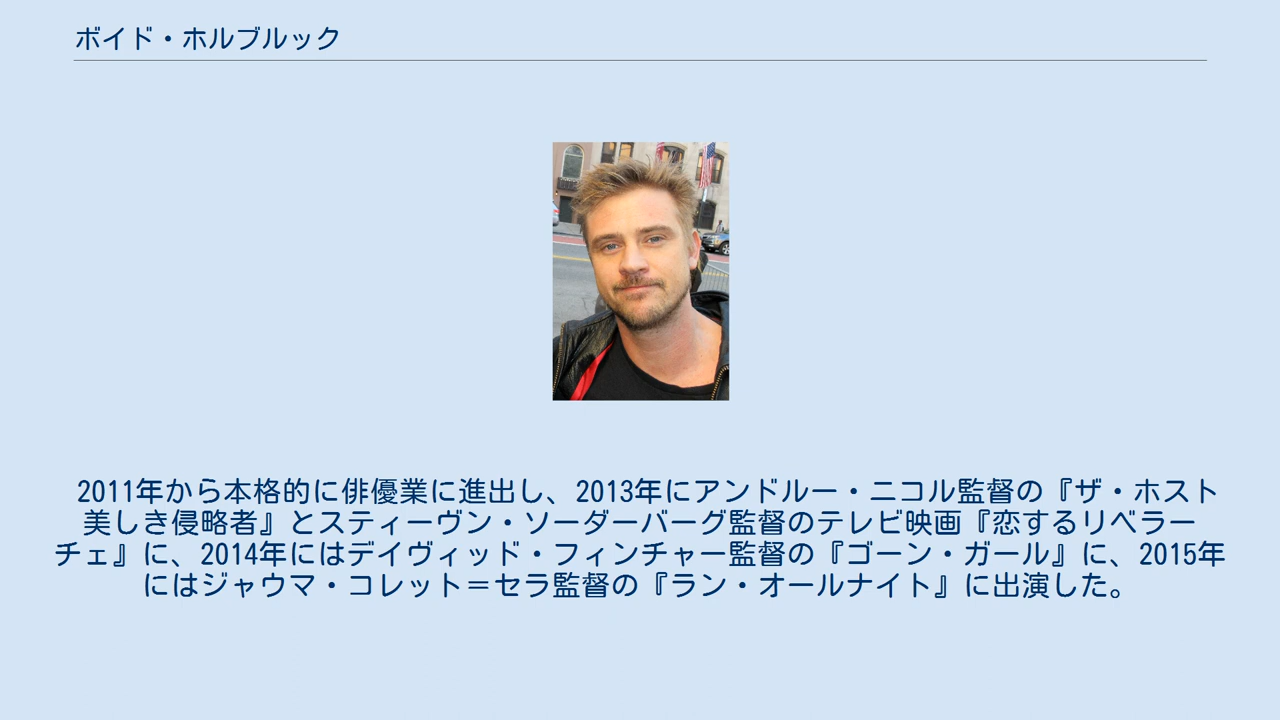 ボイド・ホルブルック
2011年から本格的に俳優業に進出し、2013年にアンドルー・ニコル監督の『ザ・ホスト
美しき侵略者』とスティーヴン・ソーダーバーグ監督のテレビ映画『恋するリベラー
チェ』に、2014年にはデイヴィッド・フィンチャー監督の『ゴーン・ガール』に、2015年
にはジャウマ・コレット＝セラ監督の『ラン・オールナイト』に出演した。